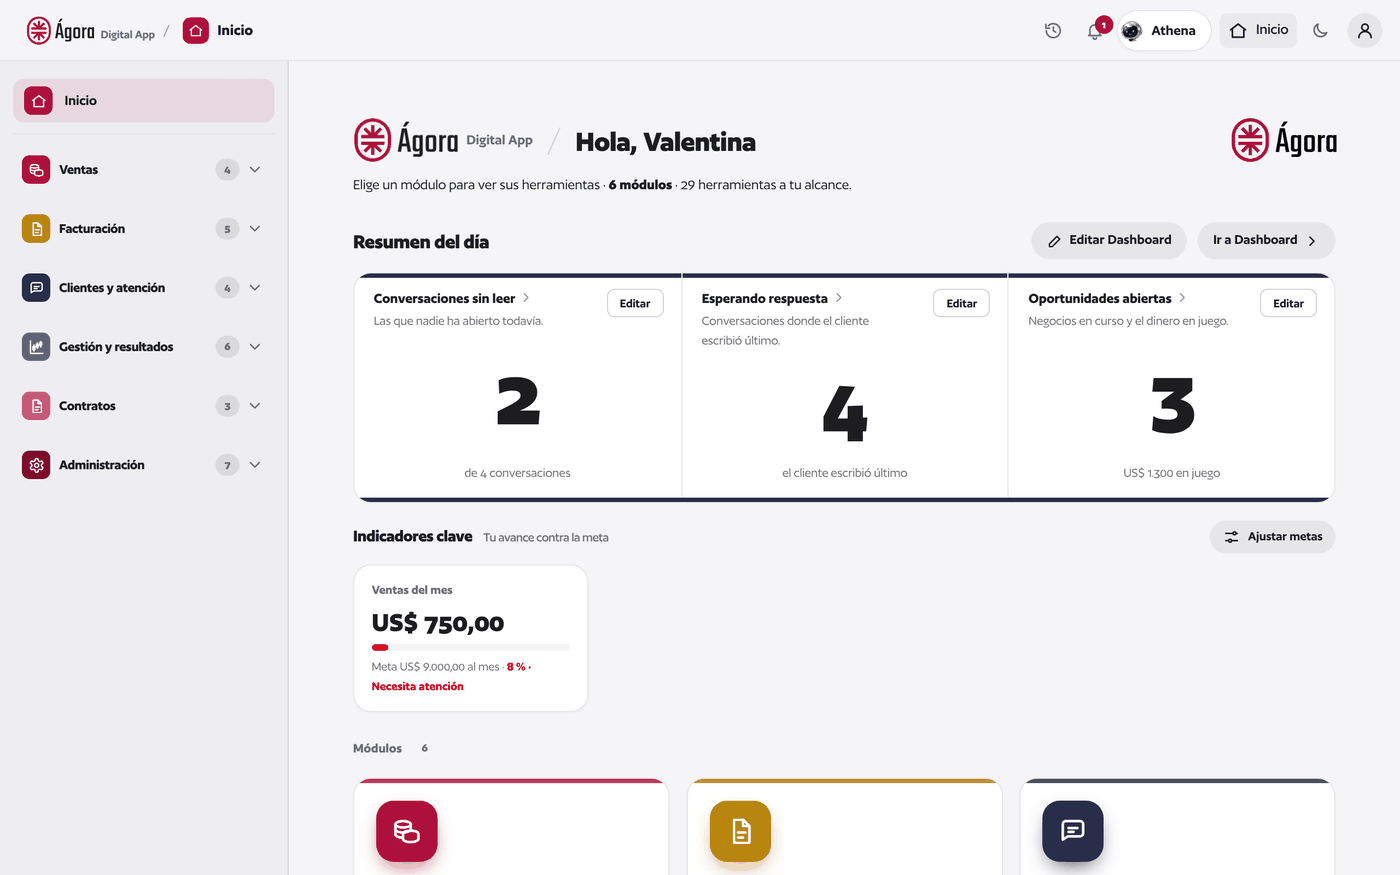 Ágora Digital App / Inicio
1
Athena
Inicio
Inicio
Ventas 4
Facturación 5
Clientes y atención 4
Gestión y resultados 6
Contratos 3
Administración 7
Ágora Digital App / Hola, Valentina
Ágora
Elige un módulo para ver sus herramientas · 6 módulos · 29 herramientas a tu alcance.
Resumen del día
Editar Dashboard
Ir a Dashboard
Conversaciones sin leer
Editar
Las que nadie ha abierto todavía.
2
de 4 conversaciones
Esperando respuesta
Editar
Conversaciones donde el cliente
escribió último.
4
el cliente escribió último
Oportunidades abiertas
Editar
Negocios en curso y el dinero en juego.
3
US$ 1.300 en juego
Indicadores clave Tu avance contra la meta
Ajustar metas
Ventas del mes
US$ 750,00
Meta US$ 9.000,00 al mes · 8 % ·
Necesita atención
Módulos 6